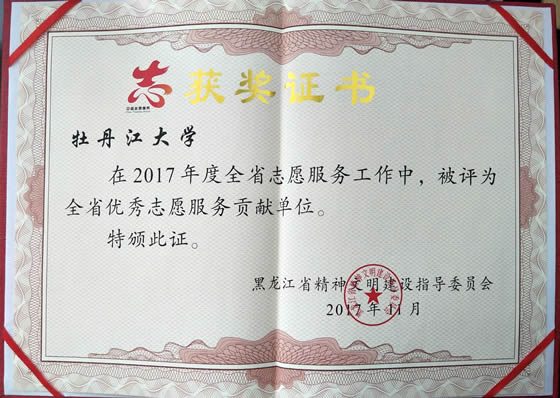 获奖证书
牡丹江大学
在2017年度全省志愿服务工作中，被评为
全省优秀志愿服务贡献单位。
特颁此证。
黑龙江省精神文明建设指导委员会
2017年11月